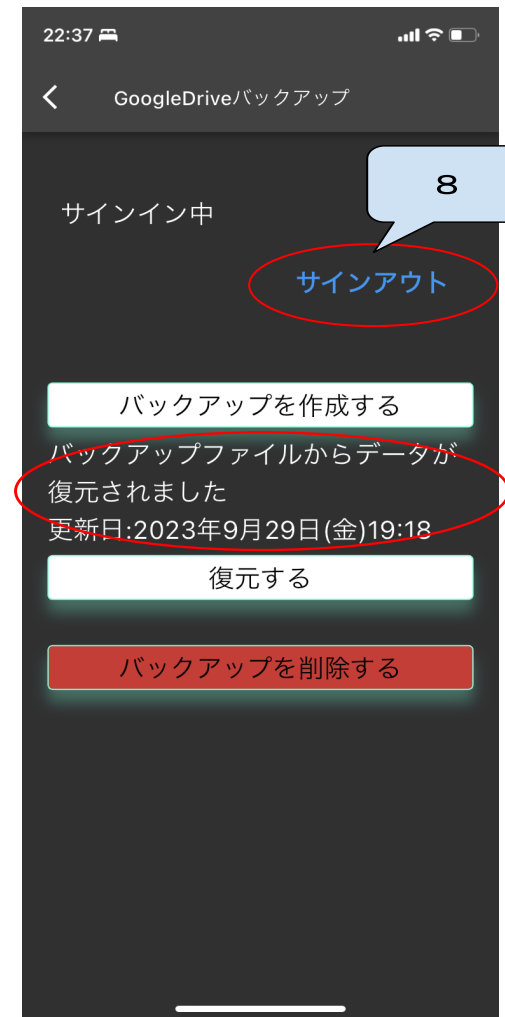 22:37
GoogleDriveバックアップ
8
サインイン中
サインアウト
バックアップを作成する
バックアップファイルからデータが
復元されました
更新日:2023年9月29日(金)19:18
復元する
バックアップを削除する